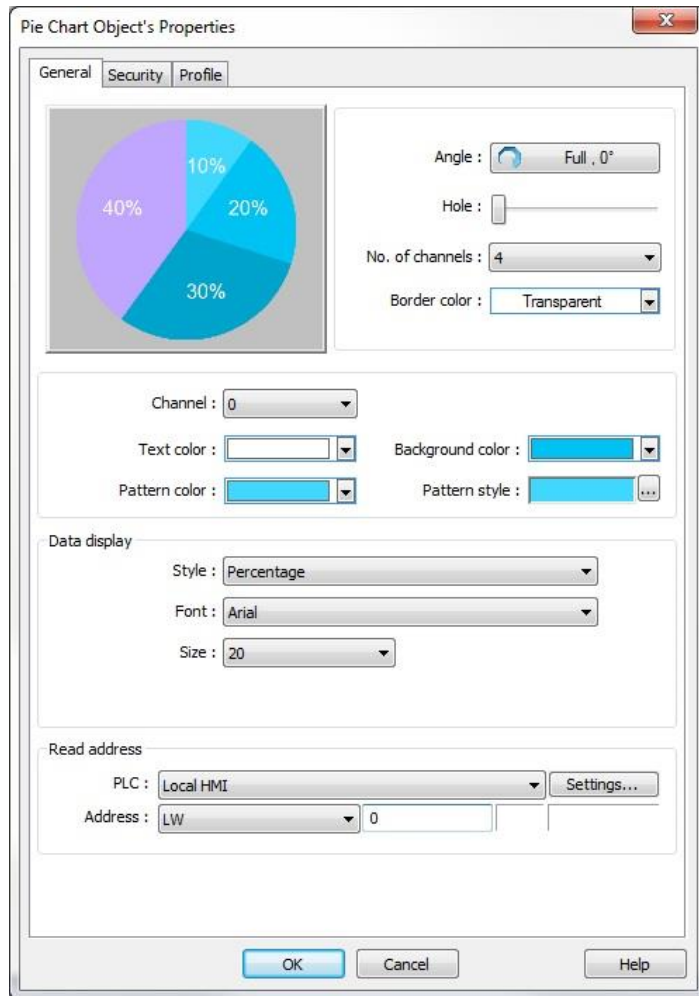 Pie Chart Object's Properties
General Security Profile
10%
20%
30%
40%
Angle : Full , 0°
Hole :
No. of channels : 4
Border color : Transparent
Channel : 0
Text color : Background color :
Pattern color : Pattern style : ...
Data display
Style : Percentage
Font : Arial
Size : 20
Read address
PLC : Local HMI Settings...
Address : LW 0
OK Cancel Help